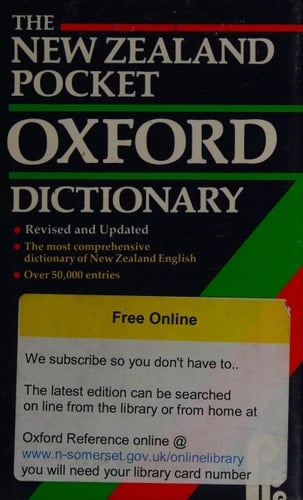 THE
NEW ZEALAND
POCKET
OXFORD
DICTIONARY
• Revised and Updated
• The most comprehensive
dictionary of New Zealand English
• Over 50,000 entries
Free Online
We subscribe so you don't have to..
The latest edition can be searched
on line from the library or from home at
Oxford Reference online @
www.n-somerset.gov.uk/onlinelibrary
you will need your library card number